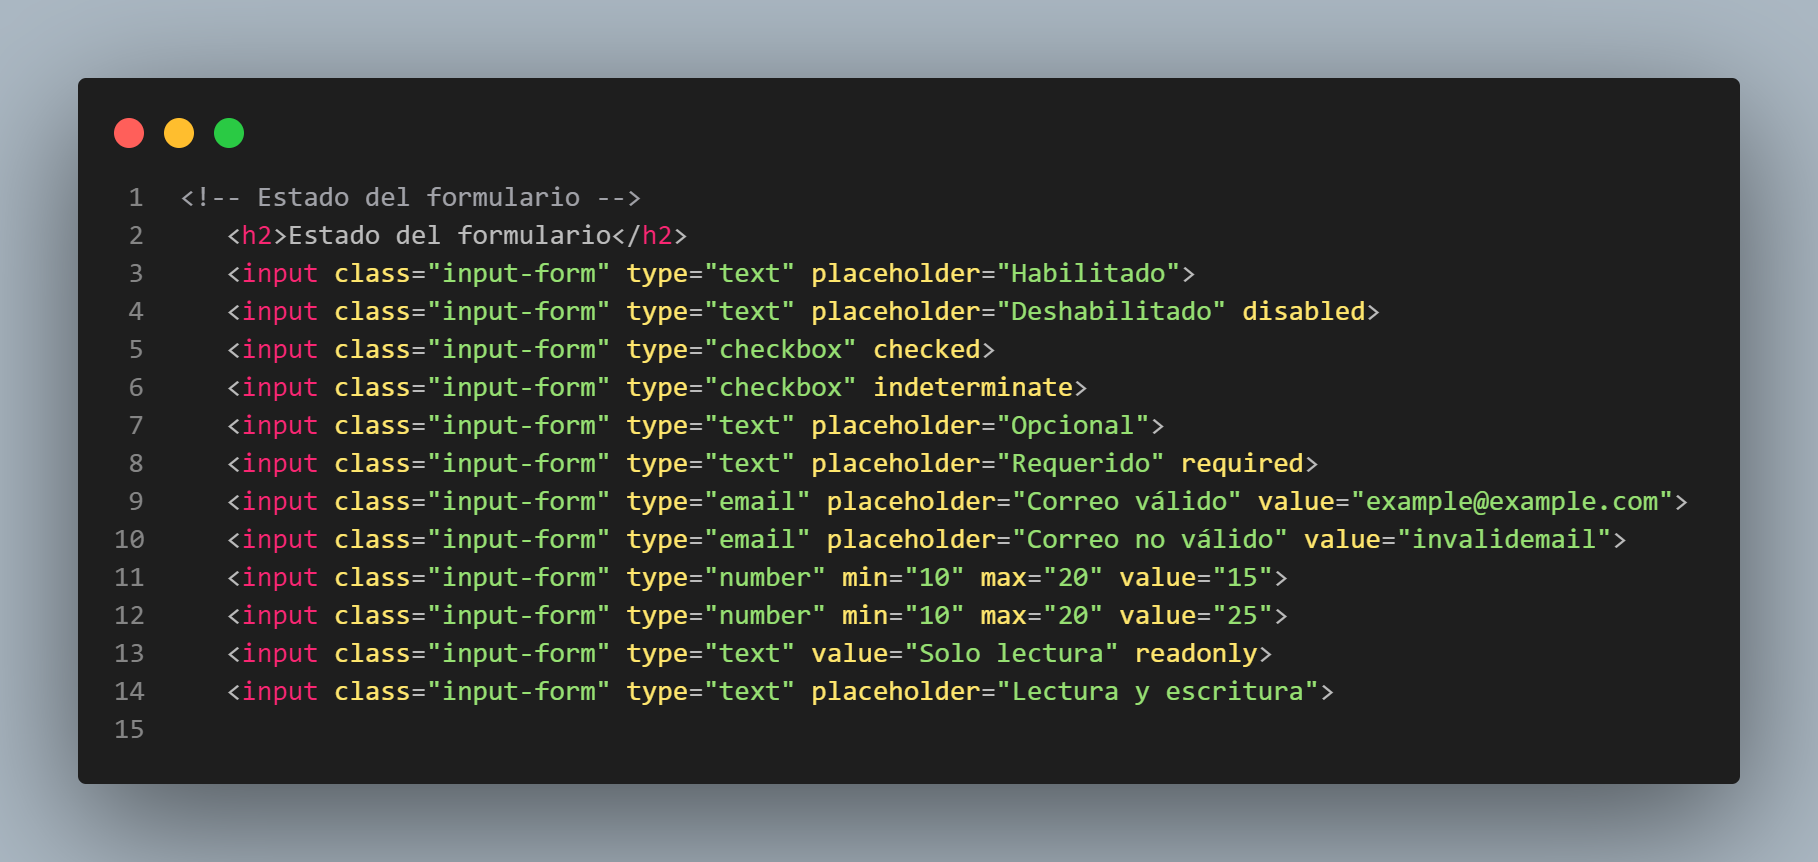 1 <!-- Estado del formulario -->
2 <h2>Estado del formulario</h2>
3 <input class="input-form" type="text" placeholder="Habilitado">
4 <input class="input-form" type="text" placeholder="Deshabilitado" disabled>
5 <input class="input-form" type="checkbox" checked>
6 <input class="input-form" type="checkbox" indeterminate>
7 <input class="input-form" type="text" placeholder="Opcional">
8 <input class="input-form" type="text" placeholder="Requerido" required>
9 <input class="input-form" type="email" placeholder="Correo válido" value="example@example.com">
10 <input class="input-form" type="email" placeholder="Correo no válido" value="invalidemail">
11 <input class="input-form" type="number" min="10" max="20" value="15">
12 <input class="input-form" type="number" min="10" max="20" value="25">
13 <input class="input-form" type="text" value="Solo lectura" readonly>
14 <input class="input-form" type="text" placeholder="Lectura y escritura">
15